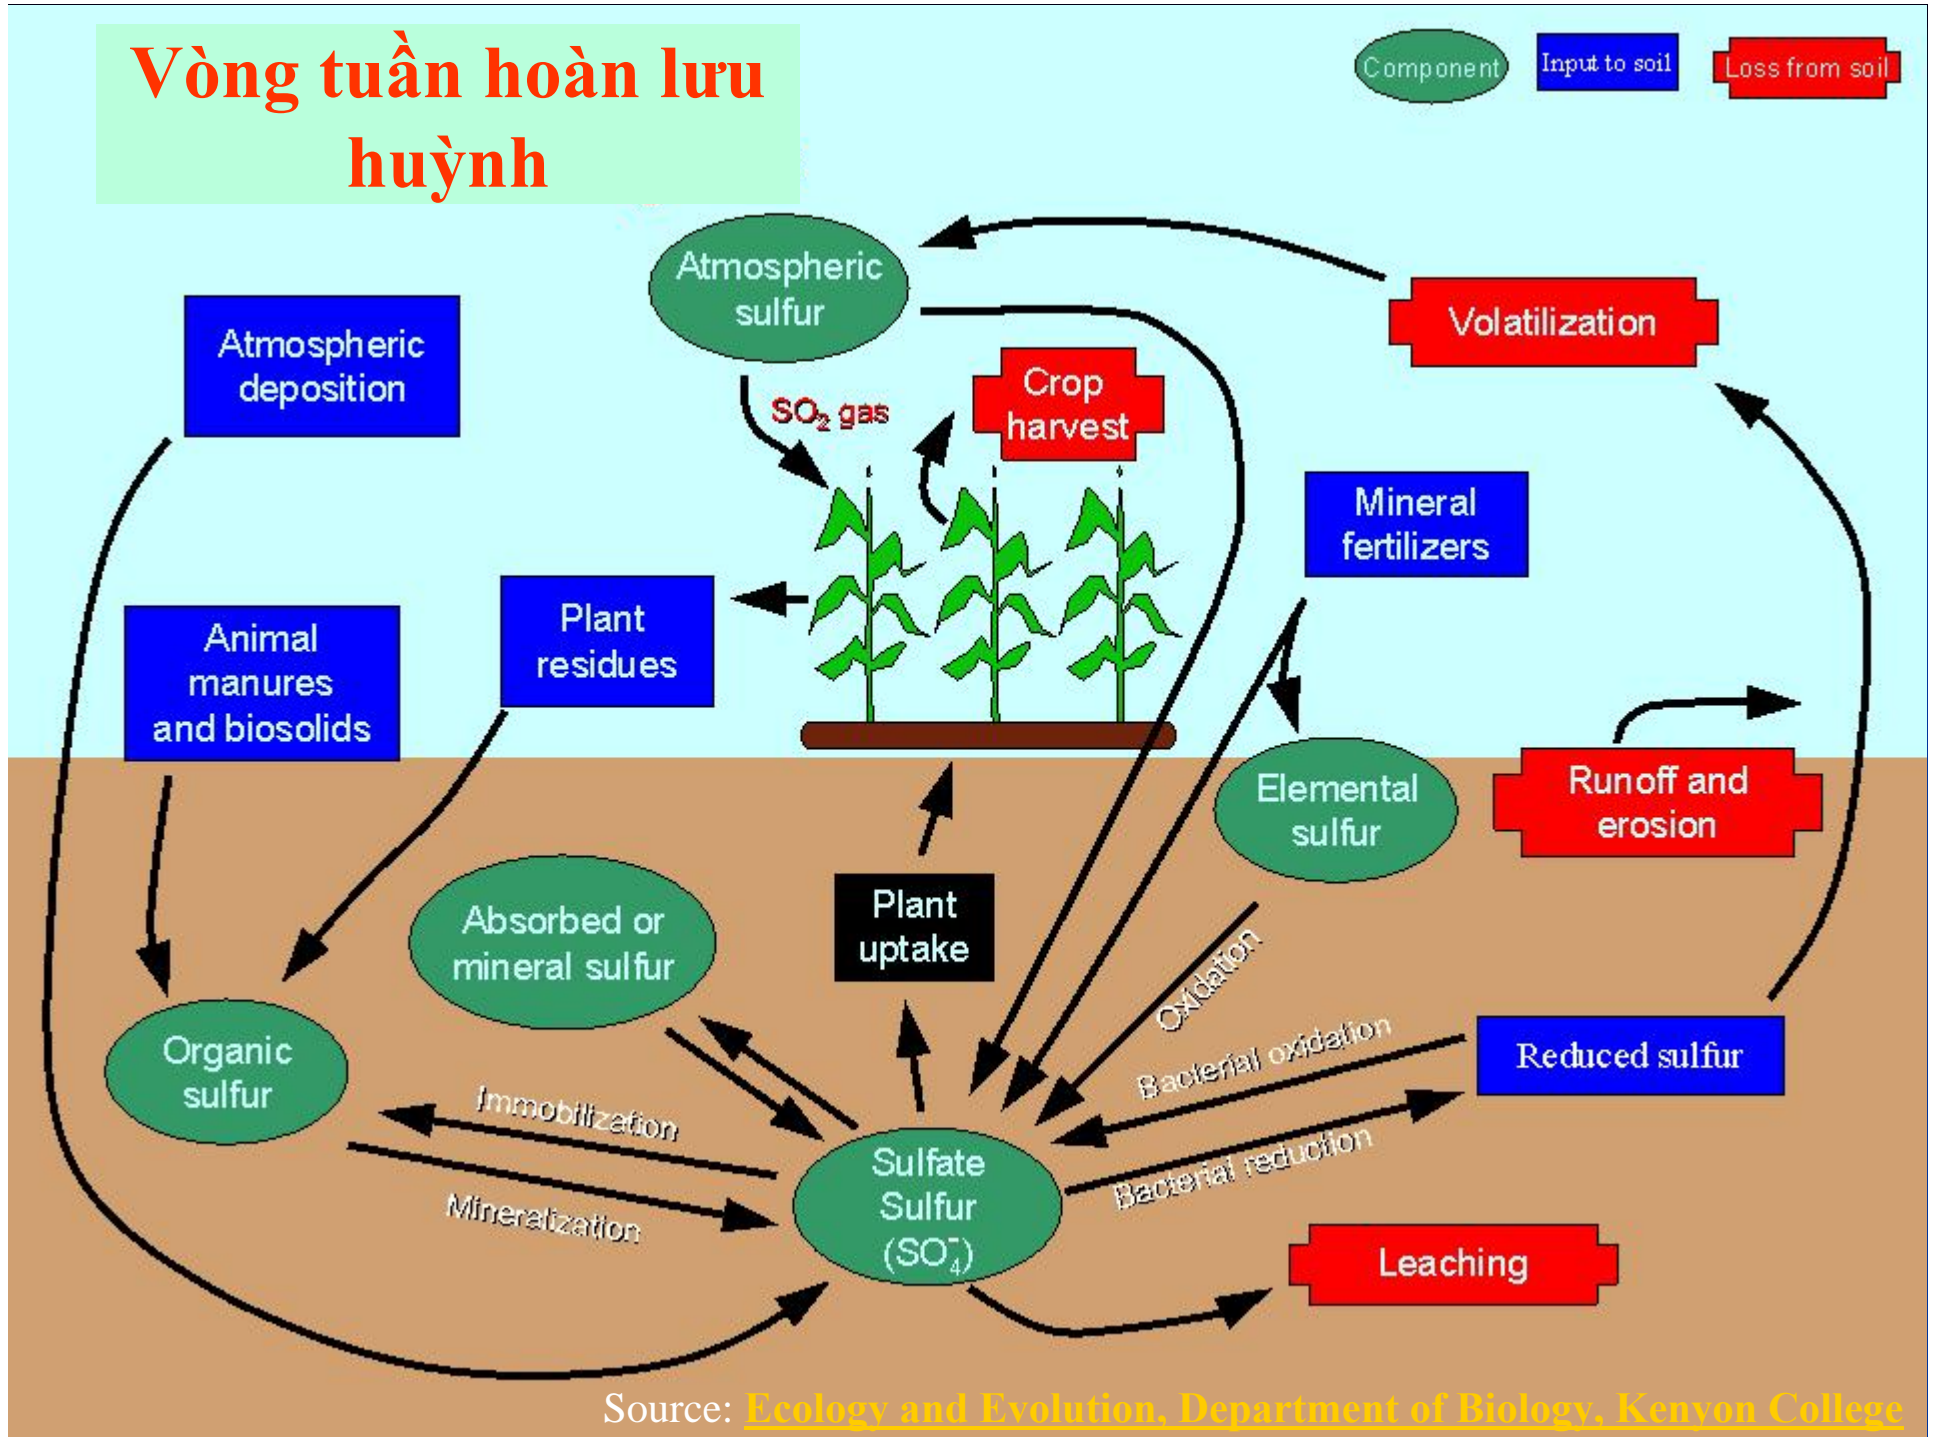 Vòng tuần hoàn lưu
huỳnh
Component
Input to soil
Loss from soil
Atmospheric
sulfur
Volatilization
Atmospheric
deposition
Crop
harvest
SO₂ gas
Mineral
fertilizers
Plant
residues
Animal
manures
and biosolids
Elemental
sulfur
Runoff and
erosion
Absorbed or
mineral sulfur
Plant
uptake
Oxidation
Organic
sulfur
Bacterial oxidation
Reduced sulfur
Immobilization
Bacterial reduction
Mineralization
Sulfate
Sulfur
(SO₄⁻)
Leaching
Source: Ecology and Evolution, Department of Biology, Kenyon College